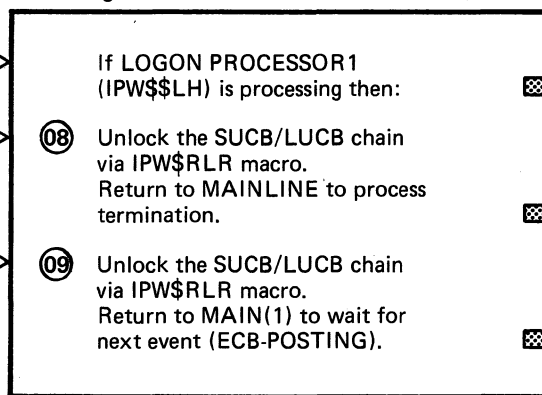 If LOGON PROCESSOR1
(IPW$$LH) is processing then:
08 Unlock the SUCB/LUCB chain
via IPW$RLR macro.
Return to MAINLINE to process
termination.
09 Unlock the SUCB/LUCB chain
via IPW$RLR macro.
Return to MAIN(1) to wait for
next event (ECB-POSTING).